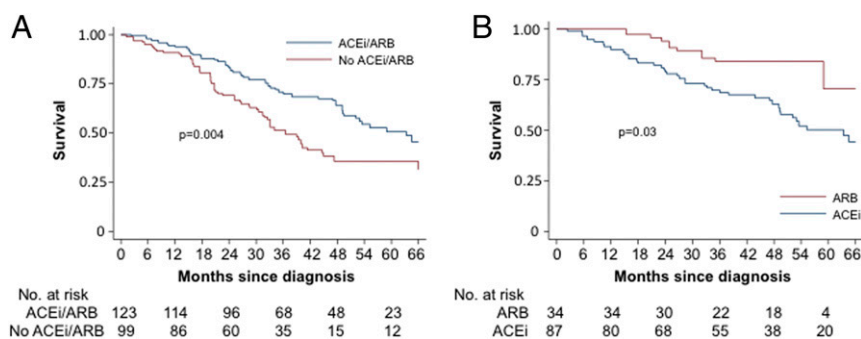 A
1.00
0.75
0.50
0.25
Survival
ACEi/ARB
No ACEi/ARB
p=0.004
0 6 12 18 24 30 36 42 48 54 60 66
Months since diagnosis
No. at risk
ACEi/ARB 123 114 96 68 48 23
No ACEi/ARB 99 86 60 35 15 12
B
1.00
0.75
0.50
0.25
Survival
p=0.03
ARB
ACEi
0 6 12 18 24 30 36 42 48 54 60 66
Months since diagnosis
No. at risk
ARB 34 34 30 22 18 4
ACEi 87 80 68 55 38 20